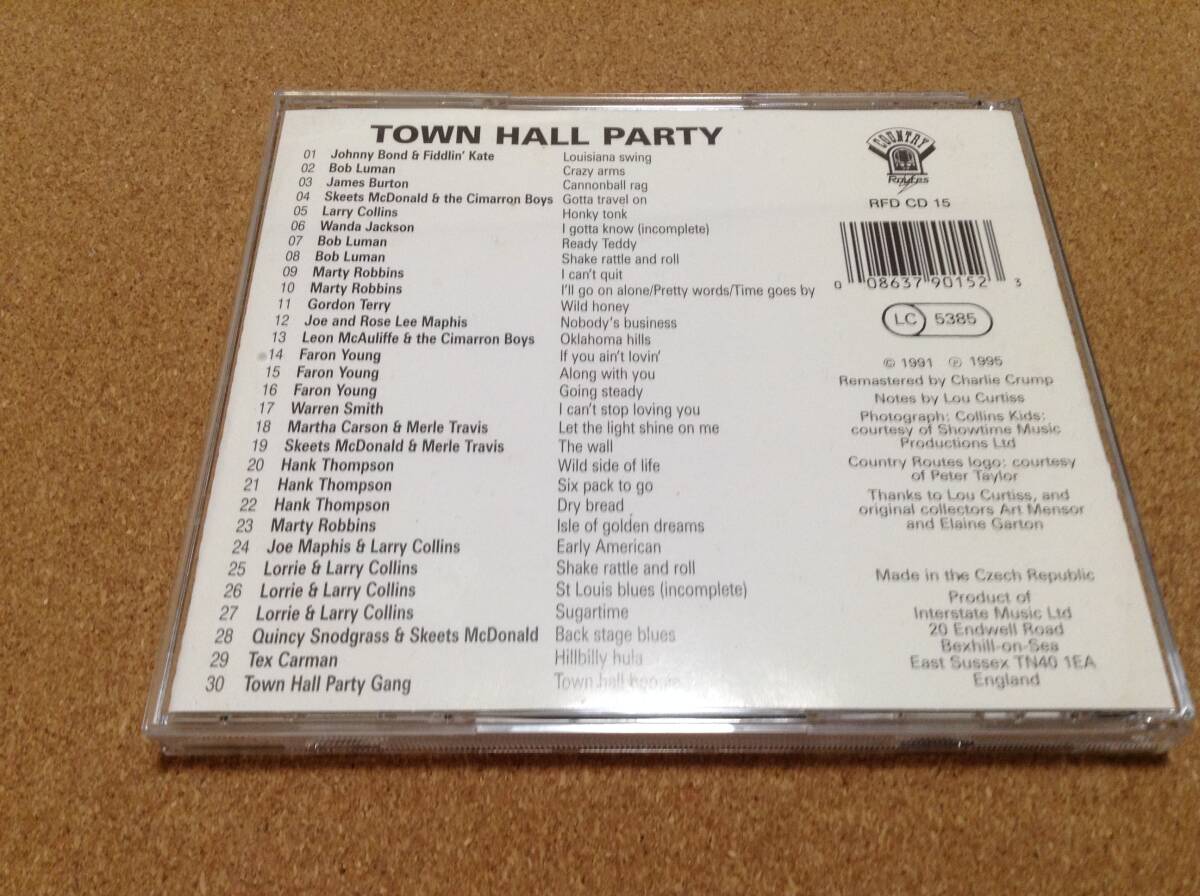 TOWN HALL PARTY
01 Johnny Bond & Fiddlin' Kate Louisiana swing
02 Bob Luman Crazy arms
03 James Burton Cannonball rag
04 Skeets McDonald & the Cimarron Boys Gotta travel on
05 Larry Collins Honky tonk
06 Wanda Jackson I gotta know (incomplete)
07 Bob Luman Ready Teddy
08 Bob Luman Shake rattle and roll
09 Marty Robbins I can't quit
10 Marty Robbins I'll go on alone/Pretty words/Time goes by
11 Gordon Terry Wild honey
12 Joe and Rose Lee Maphis Nobody's business
13 Leon McAuliffe & the Cimarron Boys Oklahoma hills
14 Faron Young If you ain't lovin'
15 Faron Young Along with you
16 Faron Young Going steady
17 Warren Smith I can't stop loving you
18 Martha Carson & Merle Travis Let the light shine on me
19 Skeets McDonald & Merle Travis The wall
20 Hank Thompson Wild side of life
21 Hank Thompson Six pack to go
22 Hank Thompson Dry bread
23 Marty Robbins Isle of golden dreams
24 Joe Maphis & Larry Collins Early American
25 Lorrie & Larry Collins Shake rattle and roll
26 Lorrie & Larry Collins St Louis blues (incomplete)
27 Lorrie & Larry Collins Sugartime
28 Quincy Snodgrass & Skeets McDonald Back stage blues
29 Tex Carman Hillbilly hula
30 Town Hall Party Gang Town hall
COUNTRY
Routes
RFD CD 15
0 08637 90152 3
LC 5385
© 1991 ℗ 1995
Remastered by Charlie Crump
Notes by Lou Curtiss
Photograph: Collins Kids:
courtesy of Showtime Music
Productions Ltd
Country Routes logo: courtesy
of Peter Taylor
Thanks to Lou Curtiss, and
original collectors Art Mensor
and Elaine Garton
Made in the Czech Republic
Product of
Interstate Music Ltd
20 Endwell Road
Bexhill-on-Sea
East Sussex TN40 1EA
England